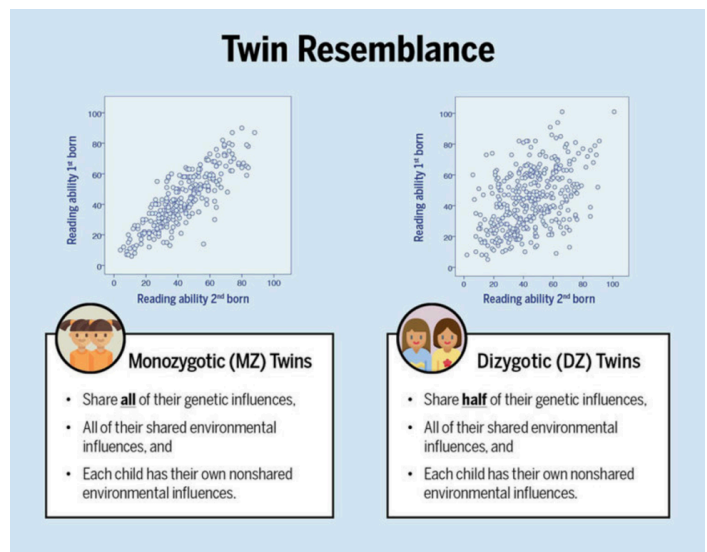 Twin Resemblance
Reading ability 1st born
100
80
60
40
20
0
0 20 40 60 80 100
Reading ability 2nd born
Reading ability 1st born
100
80
60
40
20
0
0 20 40 60 80 100
Reading ability 2nd born
Monozygotic (MZ) Twins
• Share all of their genetic influences,
• All of their shared environmental
influences, and
• Each child has their own nonshared
environmental influences.
Dizygotic (DZ) Twins
• Share half of their genetic influences,
• All of their shared environmental
influences, and
• Each child has their own nonshared
environmental influences.